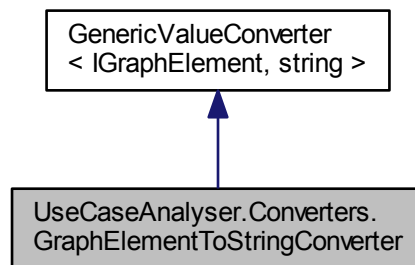 GenericValueConverter
< IGraphElement, string >
UseCaseAnalyser.Converters.
GraphElementToStringConverter